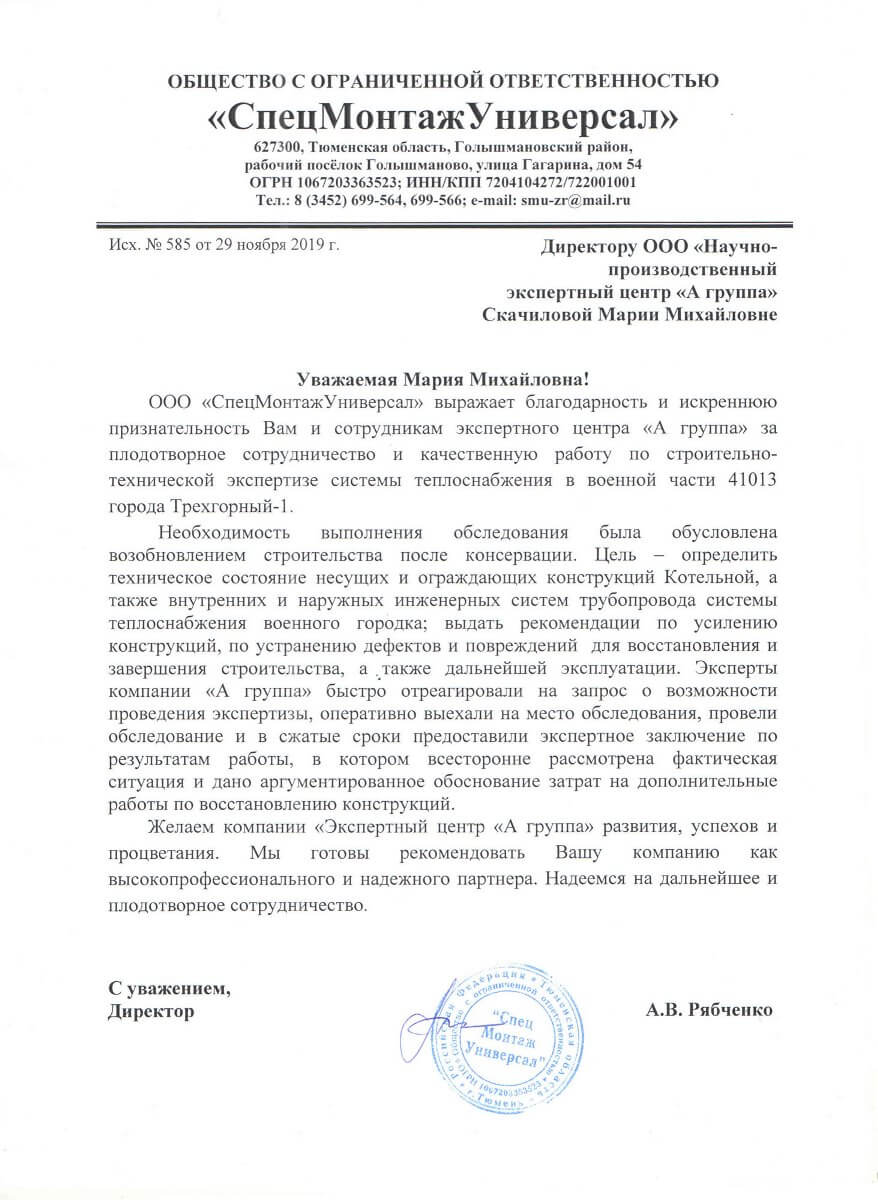 ОБЩЕСТВО С ОГРАНИЧЕННОЙ ОТВЕТСТВЕННОСТЬЮ
«СпецМонтажУниверсал»
627300, Тюменская область, Голышмановский район,
рабочий посёлок Голышманово, улица Гагарина, дом 54
ОГРН 1067203363523; ИНН/КПП 7204104272/722001001
Тел.: 8 (3452) 699-564, 699-566; e-mail: smu-zr@mail.ru
Исх. № 585 от 29 ноября 2019 г.
Директору ООО «Научно-
производственный
экспертный центр «А группа»
Скачиловой Марии Михайловне
Уважаемая Мария Михайловна!
ООО «СпецМонтажУниверсал» выражает благодарность и искреннюю
признательность Вам и сотрудникам экспертного центра «А группа» за
плодотворное сотрудничество и качественную работу по строительно-
технической экспертизе системы теплоснабжения в военной части 41013
города Трехгорный-1.
Необходимость выполнения обследования была обусловлена
возобновлением строительства после консервации. Цель – определить
техническое состояние несущих и ограждающих конструкций Котельной, а
также внутренних и наружных инженерных систем трубопровода системы
теплоснабжения военного городка; выдать рекомендации по усилению
конструкций, по устранению дефектов и повреждений для восстановления и
завершения строительства, а также дальнейшей эксплуатации. Эксперты
компании «А группа» быстро отреагировали на запрос о возможности
проведения экспертизы, оперативно выехали на место обследования, провели
обследование и в сжатые сроки предоставили экспертное заключение по
результатам работы, в котором всесторонне рассмотрена фактическая
ситуация и дано аргументированное обоснование затрат на дополнительные
работы по восстановлению конструкций.
Желаем компании «Экспертный центр «А группа» развития, успехов и
процветания. Мы готовы рекомендовать Вашу компанию как
высокопрофессионального и надежного партнера. Надеемся на дальнейшее и
плодотворное сотрудничество.
С уважением,
Директор
А.В. Рябченко
Российская Федерация * Тюменская область * г.Тюмень *
Общество с ограниченной ответственностью * ОГРН 1067203363523 *
"Спец
Монтаж
Универсал"